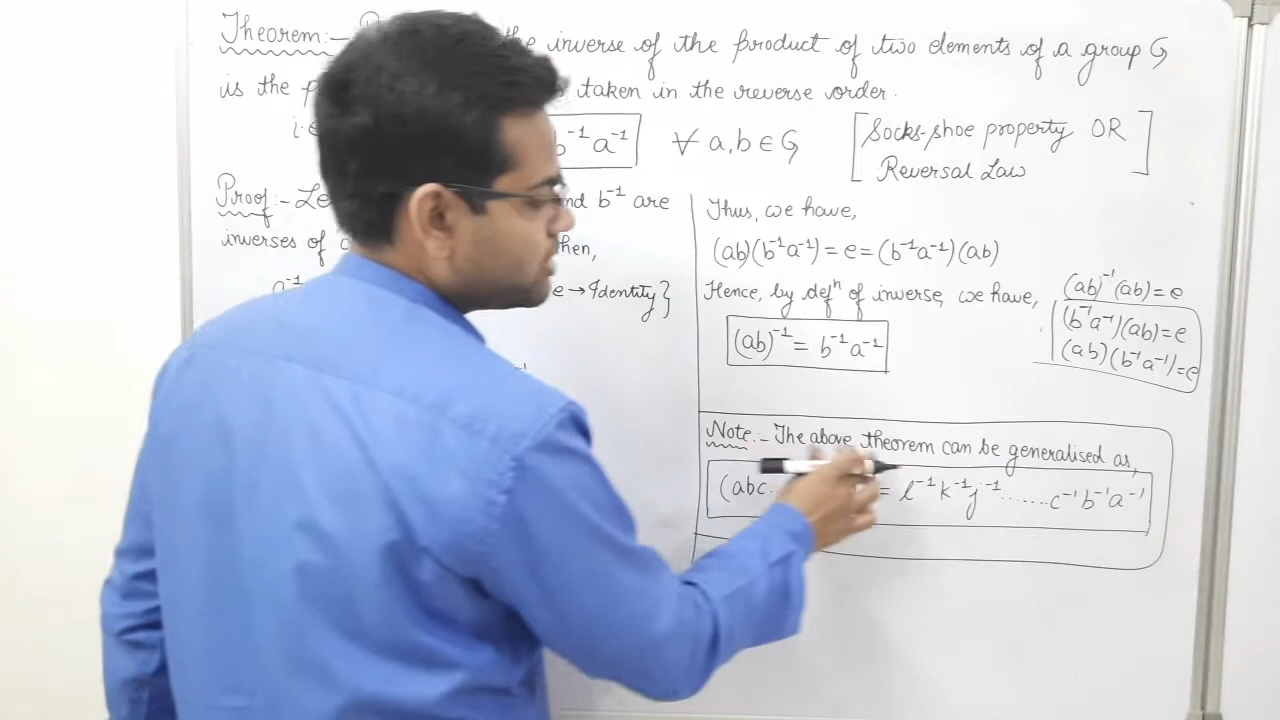 Theorem:- the inverse of the product of two elements of a group G
is the taken in the reverse order.
b⁻¹a⁻¹ ∀ a,b ∈ G [Socks-shoe property OR
Reversal Law]
Proof:- Let and b⁻¹ are
inverses of
a⁻¹ e → Identity}
Thus, we have,
(ab)(b⁻¹a⁻¹) = e = (b⁻¹a⁻¹)(ab)
Hence, by defⁿ of inverse, we have,
(ab)⁻¹ = b⁻¹a⁻¹
(ab)⁻¹(ab) = e
(b⁻¹a⁻¹)(ab) = e
(ab)(b⁻¹a⁻¹) = e
Note:- The above theorem can be generalised as,
(abc. = l⁻¹k⁻¹j⁻¹.......c⁻¹b⁻¹a⁻¹